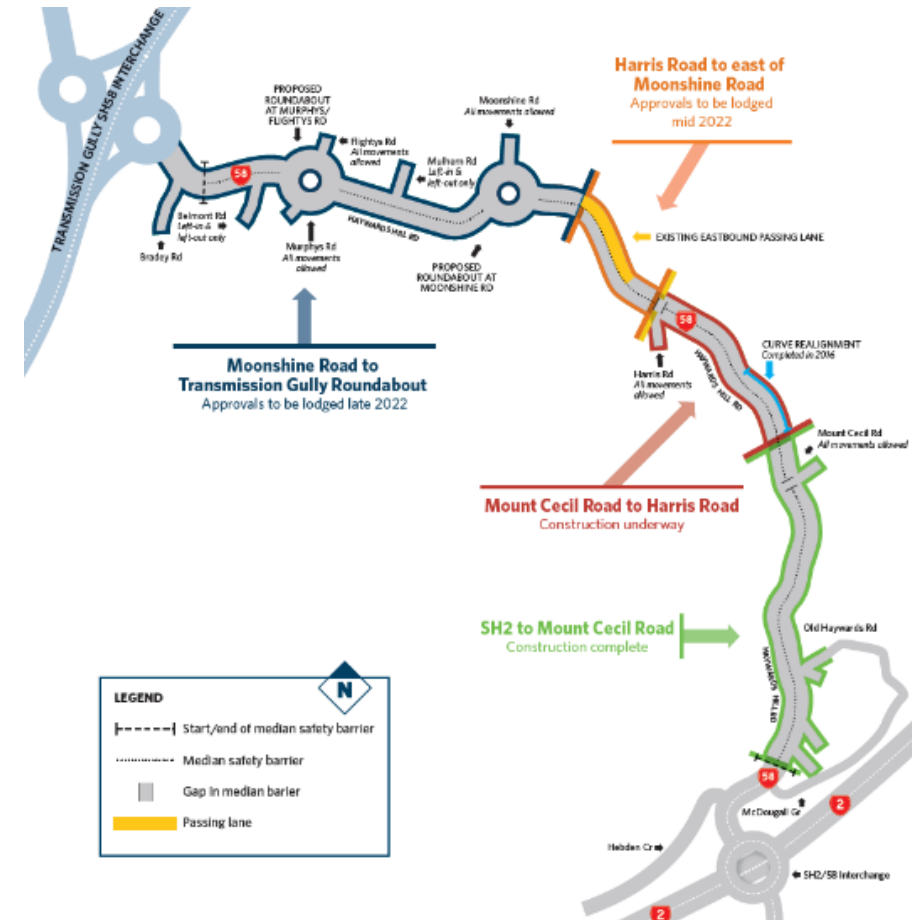 TRANSMISSION GULLY SH58 INTERCHANGE
PROPOSED
ROUNDABOUT
AT MURPHYS/
FLIGHTYS RD
Flightys Rd
All movements
allowed
Mulhern Rd
Left-in &
left-out only
Moonshine Rd
All movements allowed
Harris Road to east of
Moonshine Road
Approvals to be lodged
mid 2022
58
Belmont Rd
Left-in &
left-out only
Bradey Rd
Murphys Rd
All movements
allowed
HAYWARDS HILL RD
PROPOSED
ROUNDABOUT AT
MOONSHINE RD
EXISTING EASTBOUND PASSING LANE
Moonshine Road to
Transmission Gully Roundabout
Approvals to be lodged late 2022
58
Harris Rd
All movements
allowed
HAYWARDS HILL RD
CURVE REALIGNMENT
Completed in 2016
Mount Cecil Rd
All movements allowed
Mount Cecil Road to Harris Road
Construction underway
SH2 to Mount Cecil Road
Construction complete
Old Haywards Rd
HAYWARDS HILL RD
N
LEGEND
Start/end of median safety barrier
Median safety barrier
Gap in median barier
Passing lane
58
McDougall Gr
2
Hebden Cr
SH2/58 Interchange
2